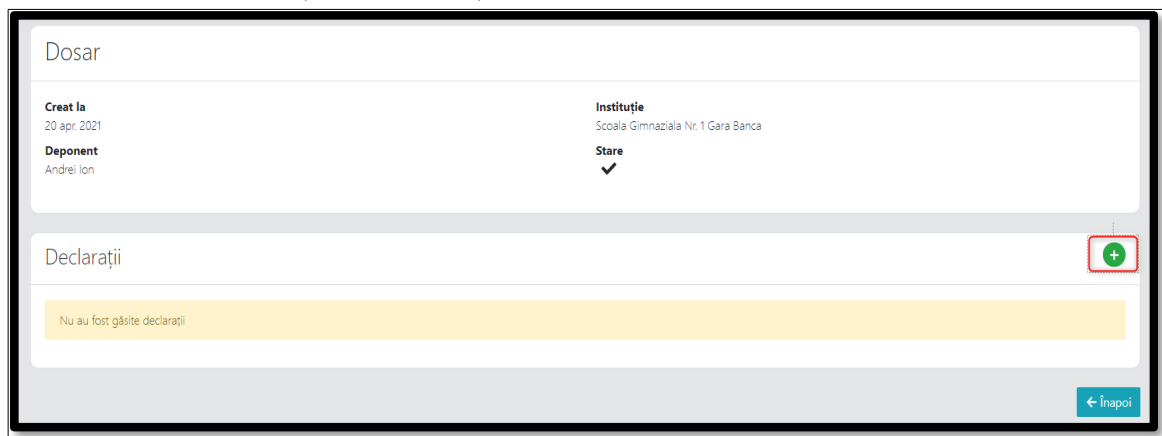 Dosar
Creat la
20 apr. 2021
Instituție
Scoala Gimnaziala Nr. 1 Gara Banca
Deponent
Andrei Ion
Stare
Declarații
Nu au fost găsite declarații
Înapoi